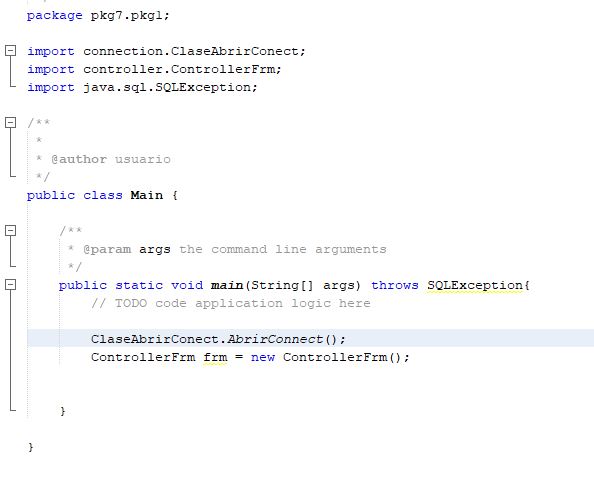 package pkg7.pkg1;
import connection.ClaseAbrirConect;
import controller.ControllerFrm;
import java.sql.SQLException;
/**
*
* @author usuario
*/
public class Main {
/**
* @param args the command line arguments
*/
public static void main(String[] args) throws SQLException{
// TODO code application logic here
ClaseAbrirConect.AbrirConnect();
ControllerFrm frm = new ControllerFrm();
}
}